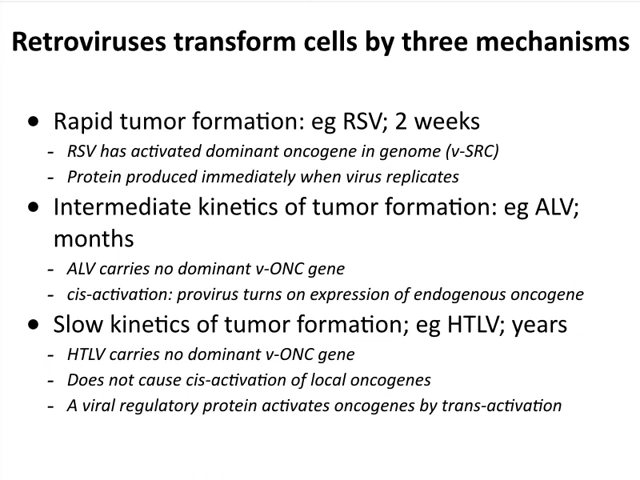 Retroviruses transform cells by three mechanisms
• Rapid tumor formation: eg RSV; 2 weeks
- RSV has activated dominant oncogene in genome (v-SRC)
- Protein produced immediately when virus replicates
• Intermediate kinetics of tumor formation: eg ALV;
months
- ALV carries no dominant v-ONC gene
- cis-activation: provirus turns on expression of endogenous oncogene
• Slow kinetics of tumor formation; eg HTLV; years
- HTLV carries no dominant v-ONC gene
- Does not cause cis-activation of local oncogenes
- A viral regulatory protein activates oncogenes by trans-activation